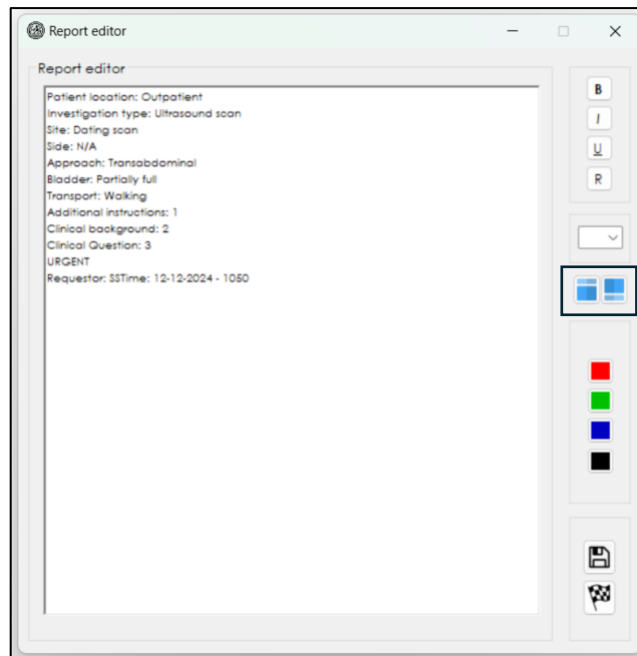 Report editor
Report editor
Patient location: Outpatient
Investigation type: Ultrasound scan
Site: Dating scan
Side: N/A
Approach: Transabdominal
Bladder: Partially full
Transport: Walking
Additional instructions: 1
Clinical background: 2
Clinical Question: 3
URGENT
Requestor: SSTime: 12-12-2024 - 1050
B
I
U
R